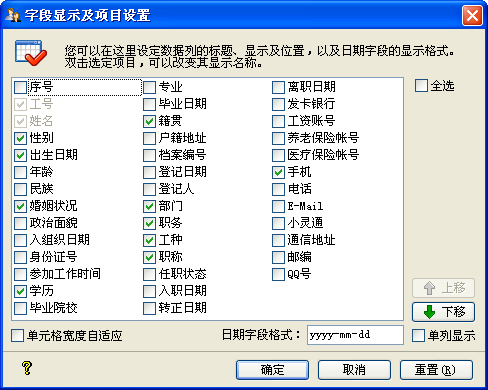 字段显示及项目设置
您可以在这里设定数据列的标题、显示及位置，以及日期字段的显示格式。
双击选定项目，可以改变其显示名称。
序号
工号
姓名
性别
出生日期
年龄
民族
婚姻状况
政治面貌
入组织日期
身份证号
参加工作时间
学历
毕业院校
专业
毕业日期
籍贯
户籍地址
档案编号
登记日期
登记人
部门
职务
工种
职称
任职状态
入职日期
转正日期
离职日期
发卡银行
工资账号
养老保险帐号
医疗保险帐号
手机
电话
E-Mail
小灵通
通信地址
邮编
QQ号
全选
上移
下移
单元格宽度自适应
日期字段格式： yyyy-mm-dd
单列显示
?
确定
取消
重置(R)